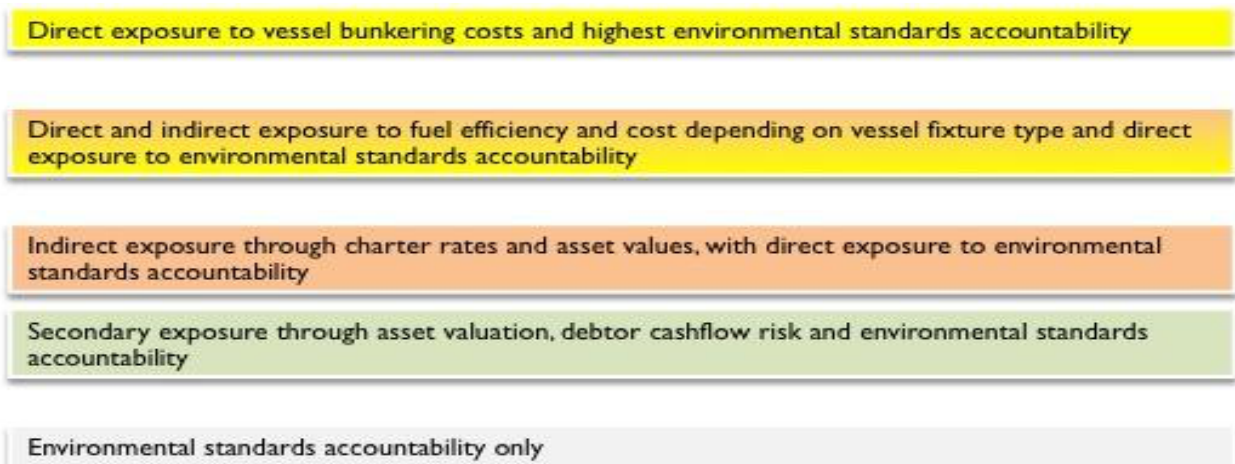 Direct exposure to vessel bunkering costs and highest environmental standards accountability
Direct and indirect exposure to fuel efficiency and cost depending on vessel fixture type and direct
exposure to environmental standards accountability
Indirect exposure through charter rates and asset values, with direct exposure to environmental
standards accountability
Secondary exposure through asset valuation, debtor cashflow risk and environmental standards
accountability
Environmental standards accountability only